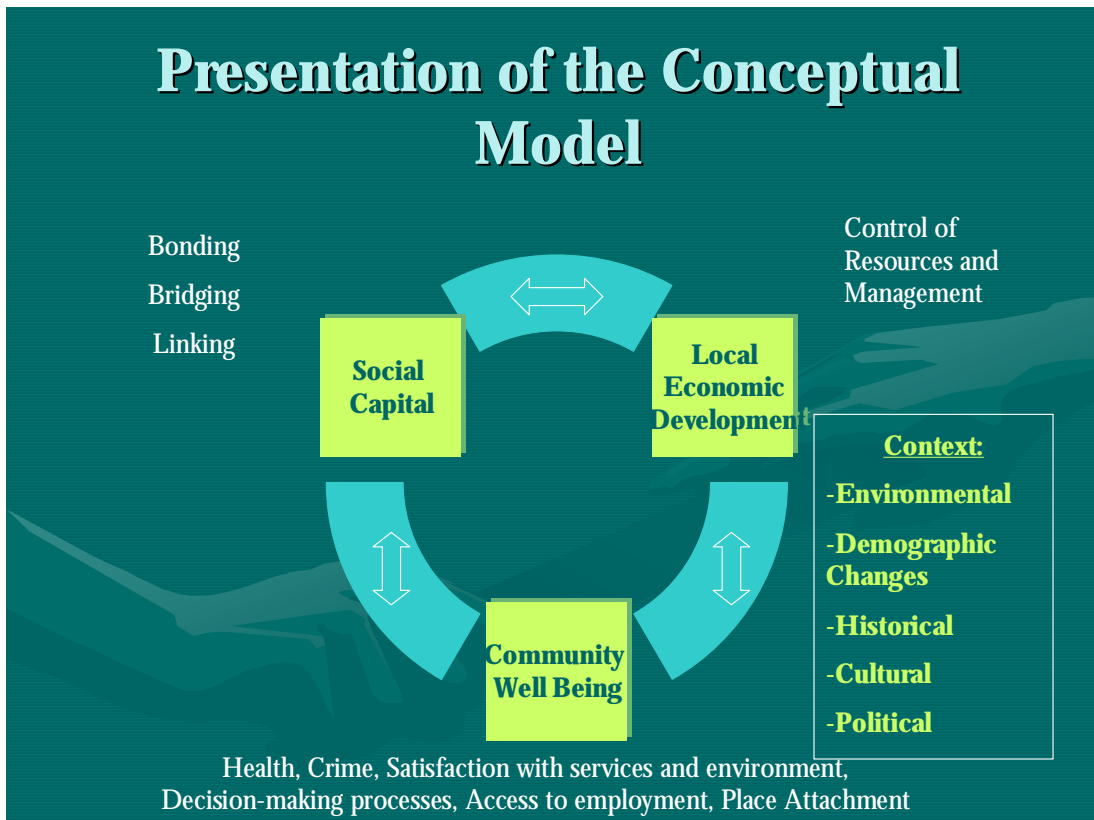 Presentation of the Conceptual
Model
Bonding
Bridging
Linking
Control of
Resources and
Management
Social
Capital
Local
Economic
Development
Context:
-Environmental
-Demographic
Changes
-Historical
-Cultural
-Political
Community
Well Being
Health, Crime, Satisfaction with services and environment,
Decision-making processes, Access to employment, Place Attachment